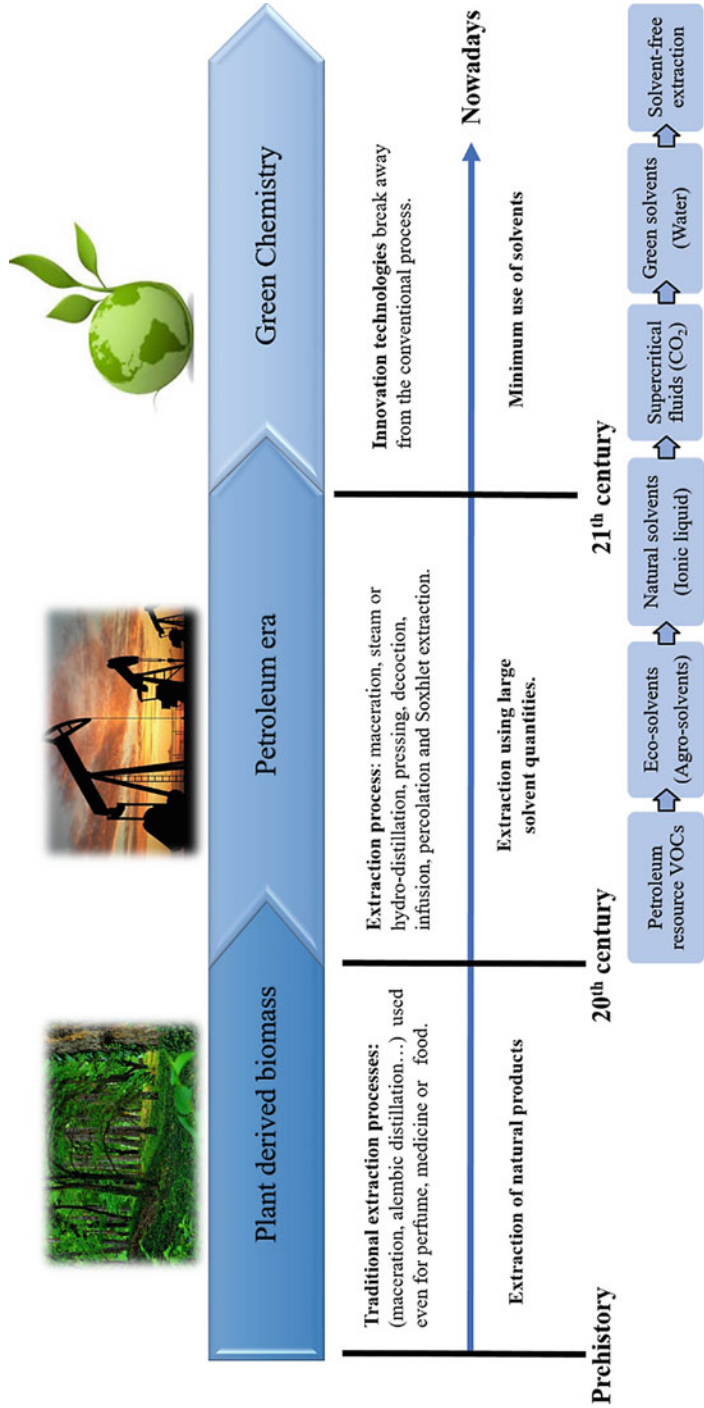 Plant derived biomass
Petroleum era
Green Chemistry
Traditional extraction processes:
(maceration, alembic distillation…) used
even for perfume, medicine or food.
Extraction process: maceration, steam or
hydro-distillation, pressing, decoction,
infusion, percolation and Soxhlet extraction.
Innovation technologies break away
from the conventional process.
Extraction of natural products
Extraction using large
solvent quantities.
Minimum use of solvents
Nowadays
Prehistory
20th century
21th century
Petroleum
resource VOCs
Eco-solvents
(Agro-solvents)
Natural solvents
(Ionic liquid)
Supercritical
fluids (CO₂)
Green solvents
(Water)
Solvent-free
extraction